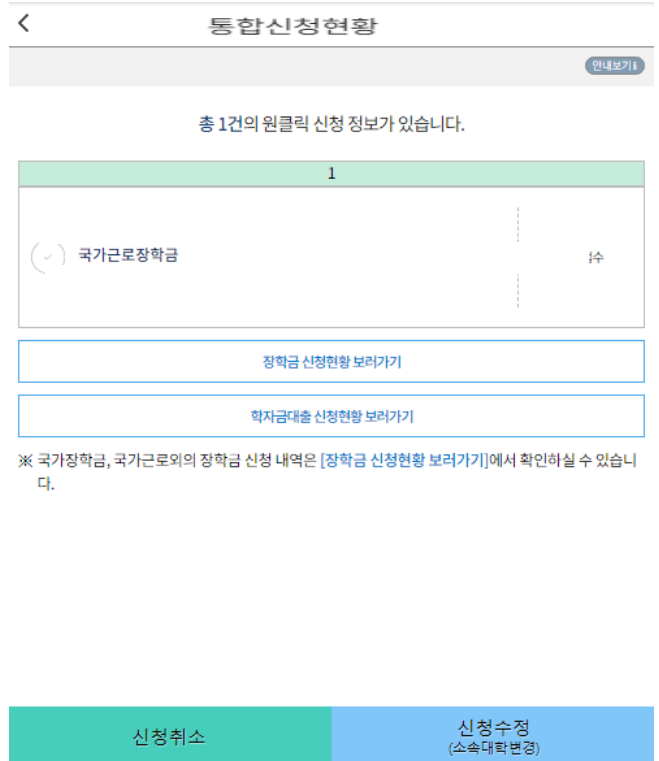 통합신청현황
안내보기
총 1건의 원클릭 신청 정보가 있습니다.
1
국가근로장학금
수
장학금 신청현황 보러가기
학자금대출 신청현황 보러가기
※ 국가장학금, 국가근로외의 장학금 신청 내역은 [장학금 신청현황 보러가기]에서 확인하실 수 있습니
다.
신청취소
신청수정
(소속대학변경)